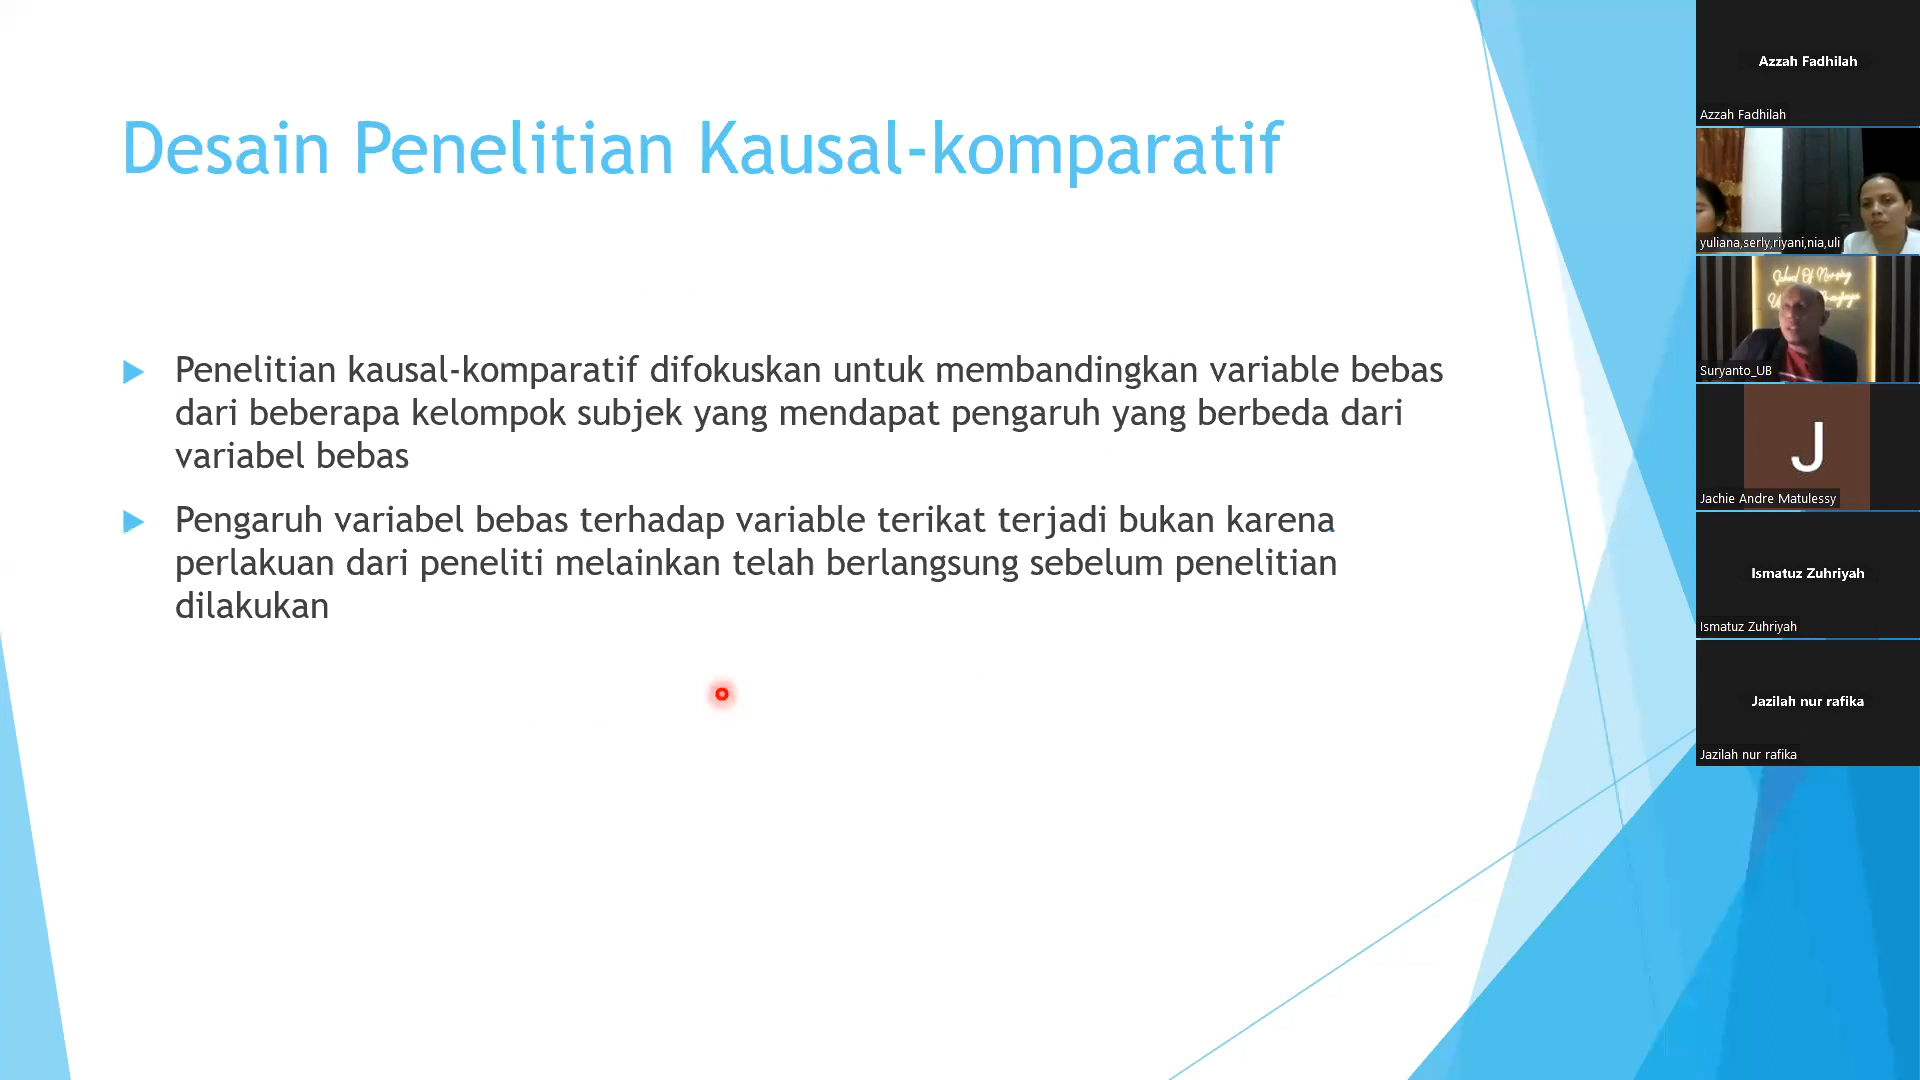 Desain Penelitian Kausal-komparatif
Penelitian kausal-komparatif difokuskan untuk membandingkan variable bebas
dari beberapa kelompok subjek yang mendapat pengaruh yang berbeda dari
variabel bebas
Pengaruh variabel bebas terhadap variable terikat terjadi bukan karena
perlakuan dari peneliti melainkan telah berlangsung sebelum penelitian
dilakukan
Azzah Fadhilah
Azzah Fadhilah
yuliana,serly,riyani,nia,uli
School Of Nursing
Suryanto_UB
J
Jachie Andre Matulessy
Ismatuz Zuhriyah
Ismatuz Zuhriyah
Jazilah nur rafika
Jazilah nur rafika